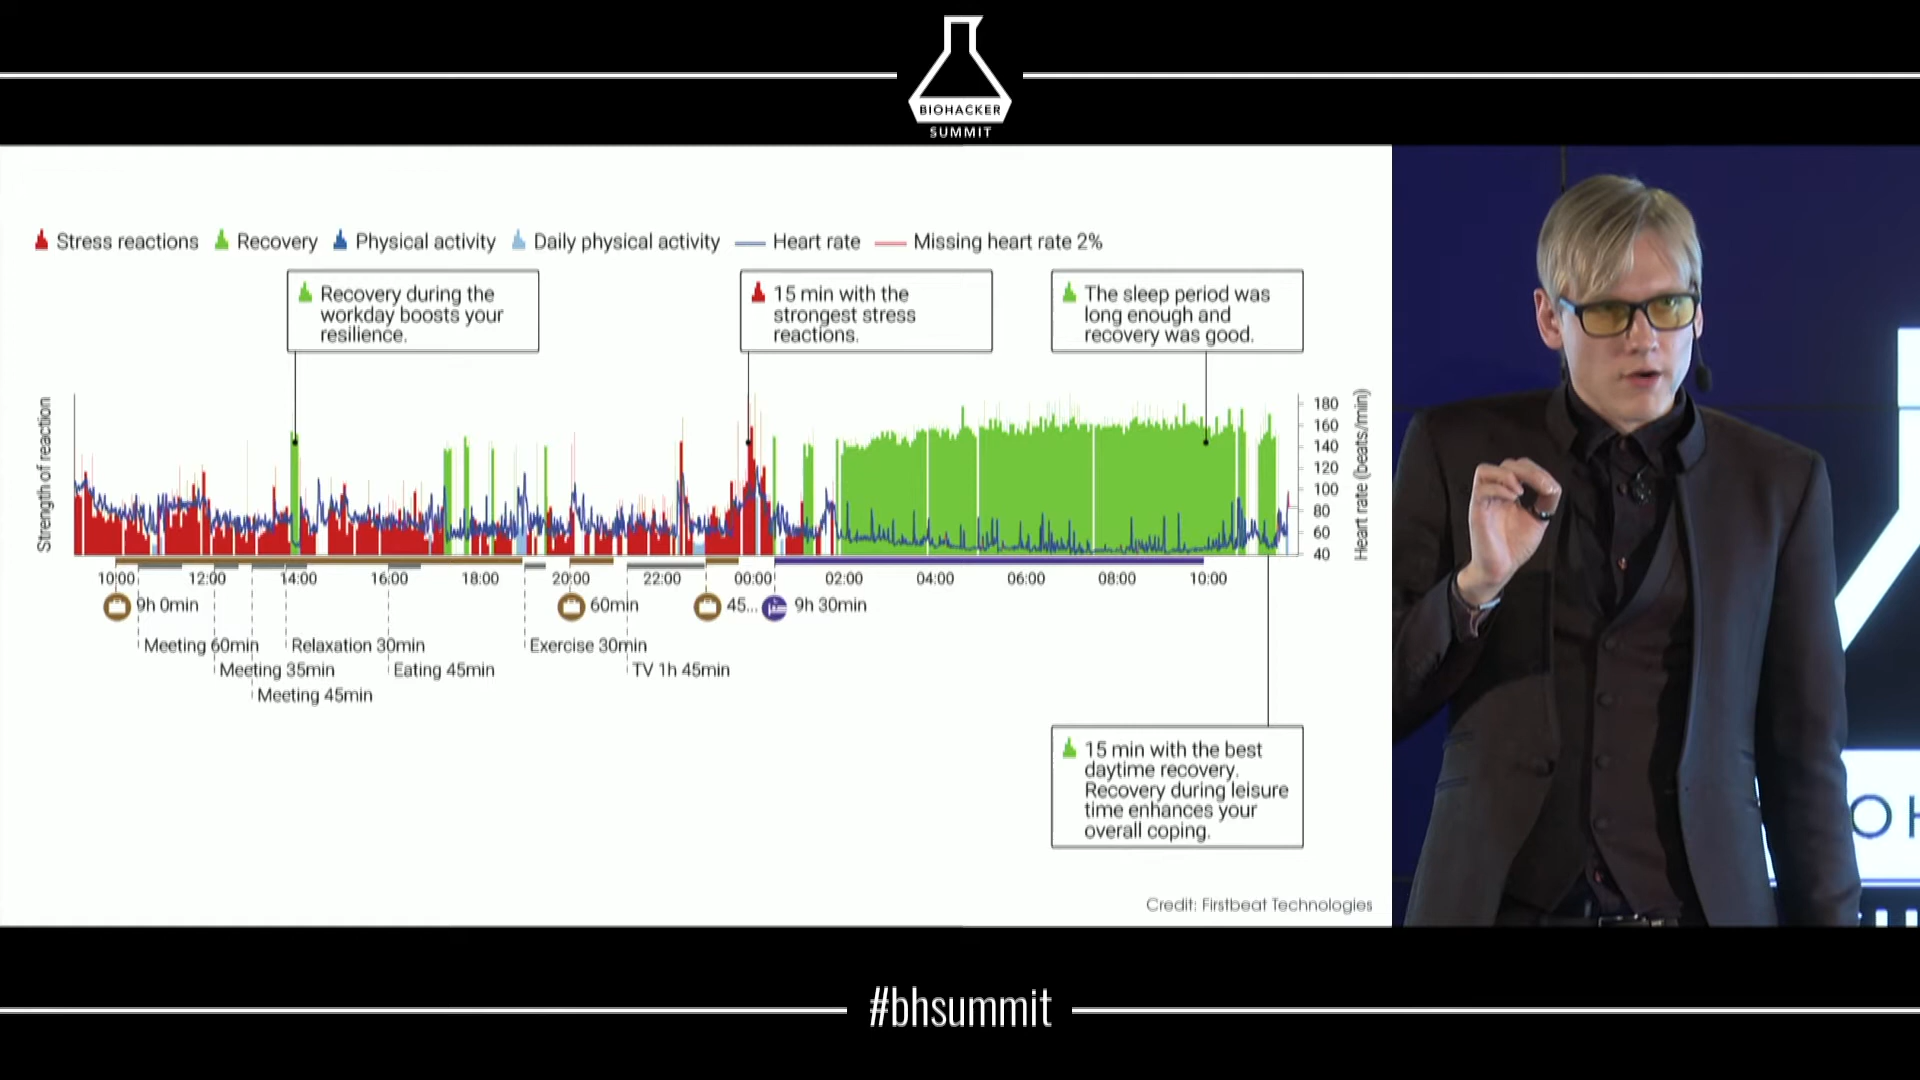 BIOHACKER
SUMMIT
Stress reactions Recovery Physical activity Daily physical activity Heart rate Missing heart rate 2%
Recovery during the
workday boosts your
resilience.
15 min with the
strongest stress
reactions.
The sleep period was
long enough and
recovery was good.
Strength of reaction
180
160
140
120
100
80
60
40
Heart rate (beats/min)
10:00 12:00 14:00 16:00 18:00 20:00 22:00 00:00 02:00 04:00 06:00 08:00 10:00
9h 0min 60min 45... 9h 30min
Meeting 60min Relaxation 30min Exercise 30min
Meeting 35min Eating 45min TV 1h 45min
Meeting 45min
15 min with the best
daytime recovery.
Recovery during leisure
time enhances your
overall coping.
Credit: Firstbeat Technologies
OH
#bhsummit